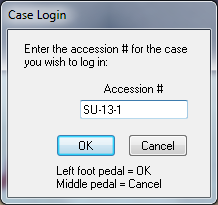 Case Login
Enter the accession # for the case
you wish to log in:
Accession #
SU-13-1
OK Cancel
Left foot pedal = OK
Middle pedal = Cancel